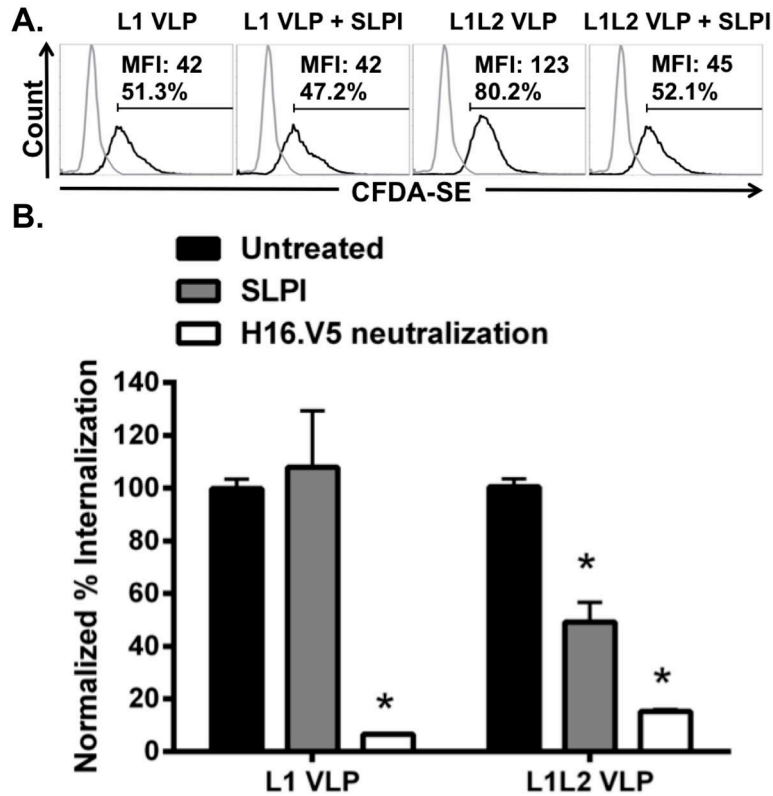 A.
L1 VLP
L1 VLP + SLPI
L1L2 VLP
L1L2 VLP + SLPI
Count
MFI: 42
51.3%
MFI: 42
47.2%
MFI: 123
80.2%
MFI: 45
52.1%
CFDA-SE
B.
Untreated
SLPI
H16.V5 neutralization
Normalized % Internalization
140
120
100
80
60
40
20
0
*
*
*
L1 VLP
L1L2 VLP